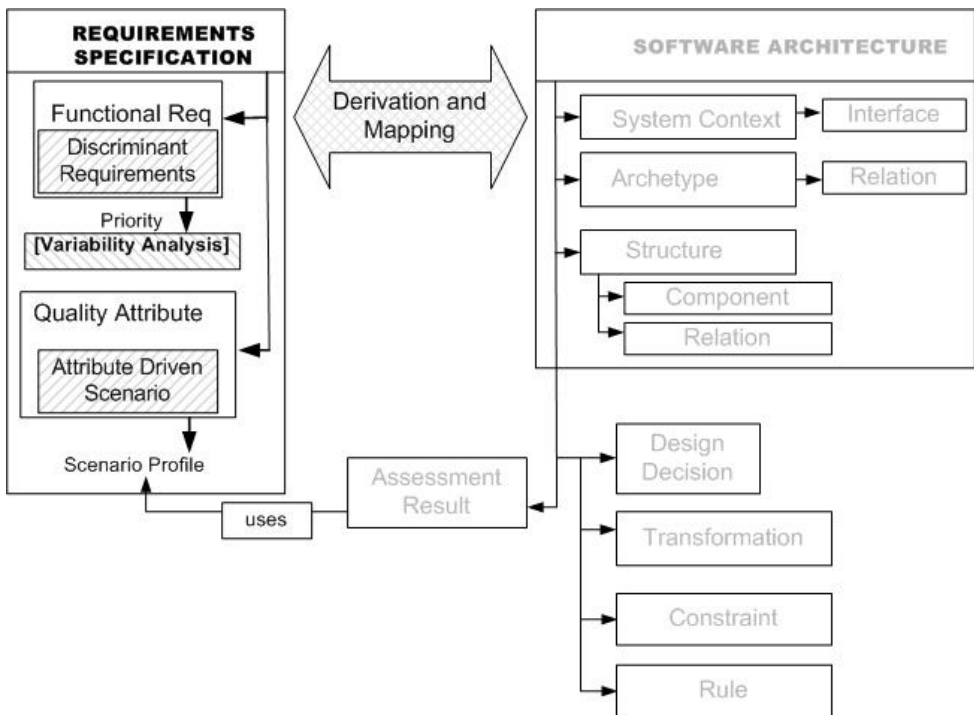 REQUIREMENTS
SPECIFICATION
Functional Req
Discriminant
Requirements
Priority
[Variability Analysis]
Quality Attribute
Attribute Driven
Scenario
Scenario Profile
uses
Derivation and
Mapping
SOFTWARE ARCHITECTURE
System Context
Interface
Archetype
Relation
Structure
Component
Relation
Assessment
Result
Design
Decision
Transformation
Constraint
Rule